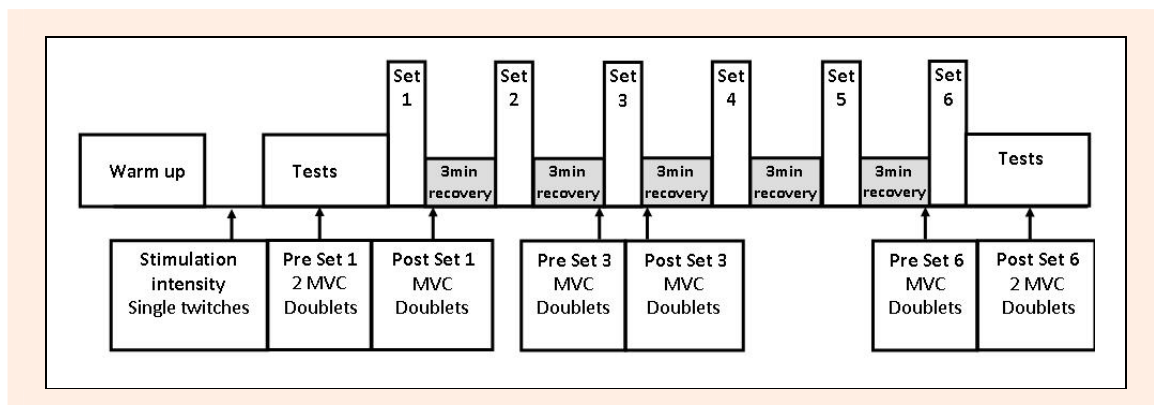 Set
1
Set
2
Set
3
Set
4
Set
5
Set
6
Warm up
Tests
3min
recovery
3min
recovery
3min
recovery
3min
recovery
3min
recovery
Tests
Stimulation
intensity
Single twitches
Pre Set 1
2 MVC
Doublets
Post Set 1
MVC
Doublets
Pre Set 3
MVC
Doublets
Post Set 3
MVC
Doublets
Pre Set 6
MVC
Doublets
Post Set 6
2 MVC
Doublets